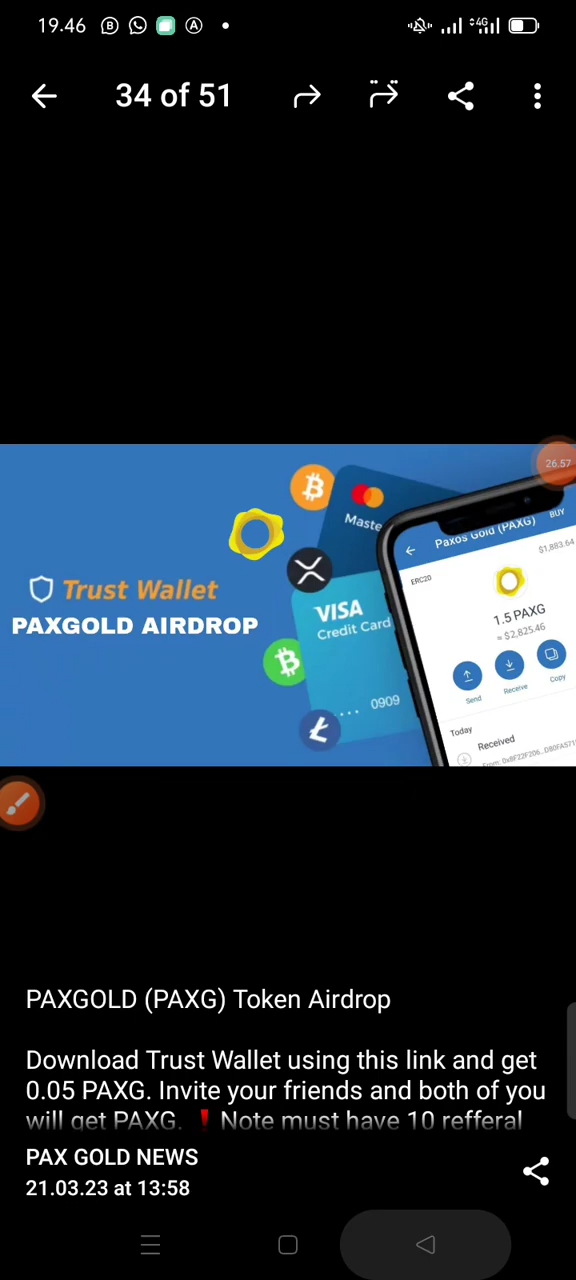 19.46
4G
34 of 51
26.57
Trust Wallet
PAXGOLD AIRDROP
Maste
VISA
Credit Card
0909
Paxos Gold (PAXG)
BUY
ERC20
$1,883.64
1.5 PAXG
≈ $2,825.46
Send
Receive
Copy
Today
Received
PAXGOLD (PAXG) Token Airdrop
Download Trust Wallet using this link and get
0.05 PAXG. Invite your friends and both of you
will get PAXG. ❗Note must have 10 refferal
PAX GOLD NEWS
21.03.23 at 13:58